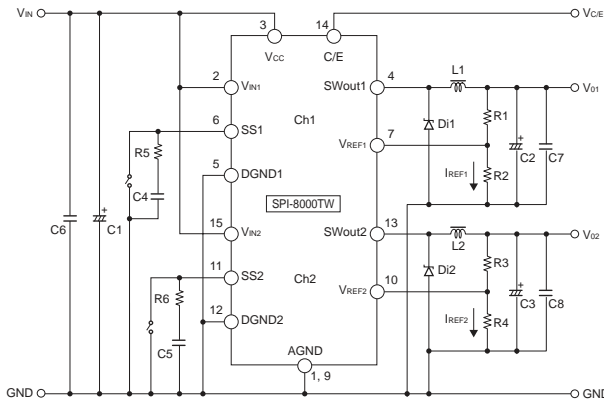 VIN
3
14
VC/E
VCC
C/E
2
VIN1
SWout1
4
L1
V01
6
SS1
Ch1
Di1
R1
R5
7
VREF1
C2
C7
5
DGND1
IREF1
R2
C4
SPI-8000TW
C6
C1
15
VIN2
SWout2
13
V02
L2
11
SS2
Ch2
Di2
R3
R6
10
VREF2
C3
C8
12
DGND2
IREF2
R4
C5
AGND
GND
1, 9
GND